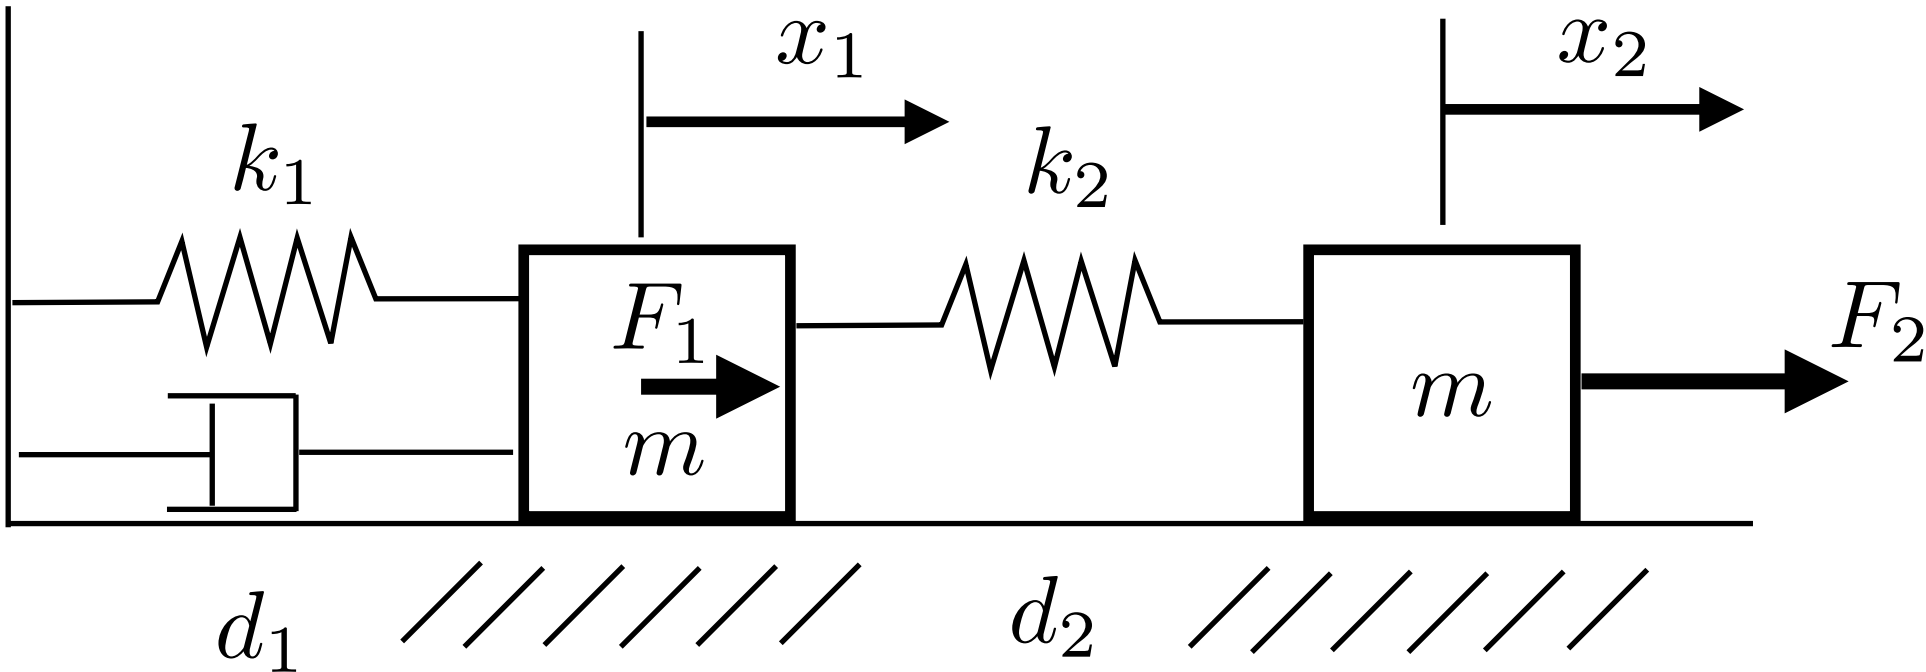 x₁
x₂
k₁
k₂
F₁
F₂
m
m
d₁
d₂